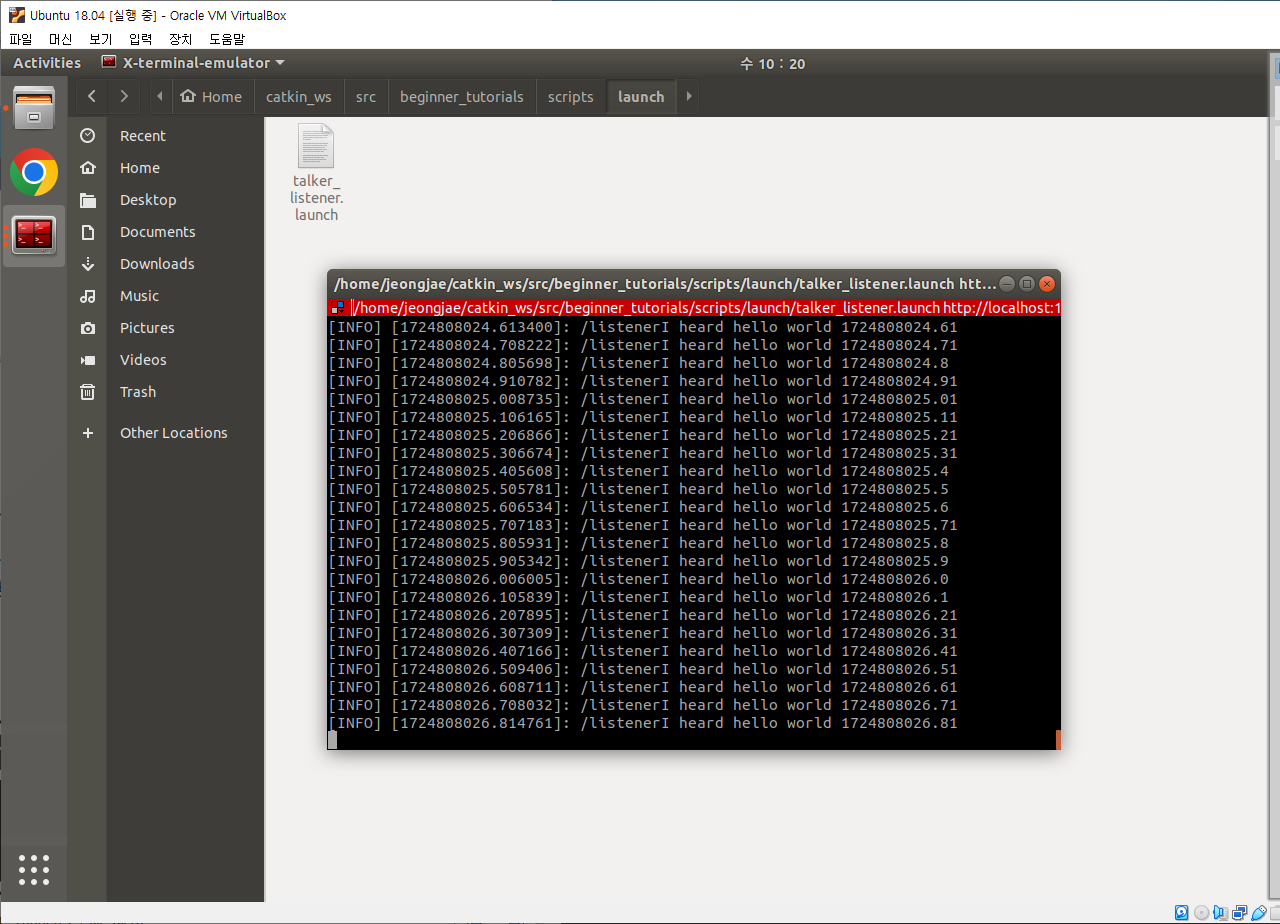 Ubuntu 18.04 [실행 중] - Oracle VM VirtualBox
파일 머신 보기 입력 장치 도움말
Activities X-terminal-emulator 수 10 : 20
Home catkin_ws src beginner_tutorials scripts launch
Recent
Home
Desktop
Documents
Downloads
Music
Pictures
Videos
Trash
Other Locations
talker_
listener.
launch
/home/jeongjae/catkin_ws/src/beginner_tutorials/scripts/launch/talker_listener.launch htt...
/home/jeongjae/catkin_ws/src/beginner_tutorials/scripts/launch/talker_listener.launch http://localhost:1
[INFO] [1724808024.613400]: /listenerI heard hello world 1724808024.61
[INFO] [1724808024.708222]: /listenerI heard hello world 1724808024.71
[INFO] [1724808024.805698]: /listenerI heard hello world 1724808024.8
[INFO] [1724808024.910782]: /listenerI heard hello world 1724808024.91
[INFO] [1724808025.008735]: /listenerI heard hello world 1724808025.01
[INFO] [1724808025.106165]: /listenerI heard hello world 1724808025.11
[INFO] [1724808025.206866]: /listenerI heard hello world 1724808025.21
[INFO] [1724808025.306674]: /listenerI heard hello world 1724808025.31
[INFO] [1724808025.405608]: /listenerI heard hello world 1724808025.4
[INFO] [1724808025.505781]: /listenerI heard hello world 1724808025.5
[INFO] [1724808025.606534]: /listenerI heard hello world 1724808025.6
[INFO] [1724808025.707183]: /listenerI heard hello world 1724808025.71
[INFO] [1724808025.805931]: /listenerI heard hello world 1724808025.8
[INFO] [1724808025.905342]: /listenerI heard hello world 1724808025.9
[INFO] [1724808026.006005]: /listenerI heard hello world 1724808026.0
[INFO] [1724808026.105839]: /listenerI heard hello world 1724808026.1
[INFO] [1724808026.207895]: /listenerI heard hello world 1724808026.21
[INFO] [1724808026.307309]: /listenerI heard hello world 1724808026.31
[INFO] [1724808026.407166]: /listenerI heard hello world 1724808026.41
[INFO] [1724808026.509406]: /listenerI heard hello world 1724808026.51
[INFO] [1724808026.608711]: /listenerI heard hello world 1724808026.61
[INFO] [1724808026.708032]: /listenerI heard hello world 1724808026.71
[INFO] [1724808026.814761]: /listenerI heard hello world 1724808026.81